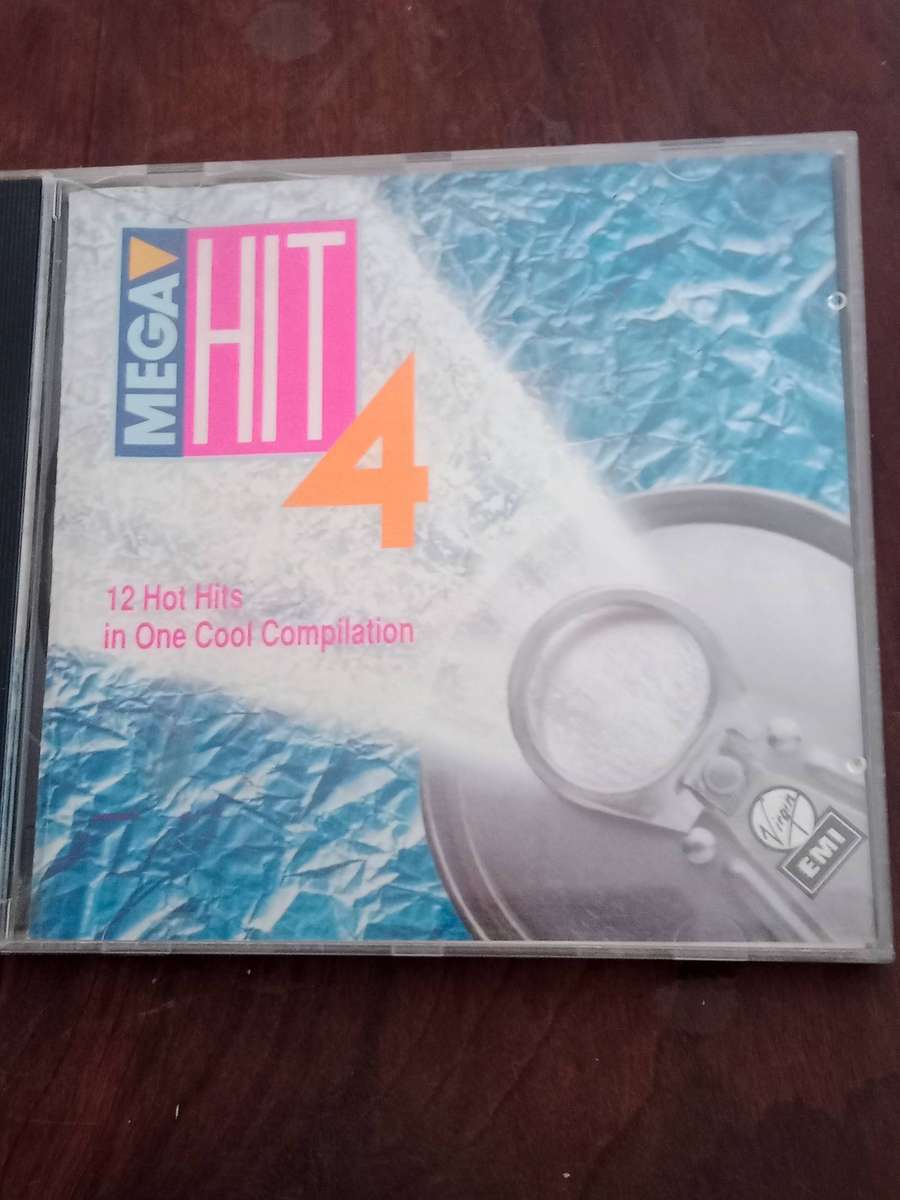 MEGA
HIT
4
12 Hot Hits
in One Cool Compilation
Virgin
EMI